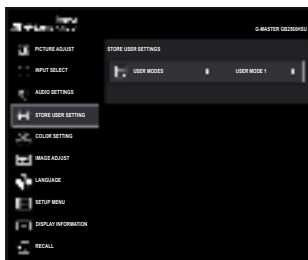 G-MASTER GB2560HSU
PICTURE ADJUST
STORE USER SETTINGS
INPUT SELECT
USER MODES
USER MODE 1
AUDIO SETTINGS
STORE USER SETTING
COLOR SETTING
IMAGE ADJUST
LANGUAGE
SETUP MENU
DISPLAY INFORMATION
RECALL